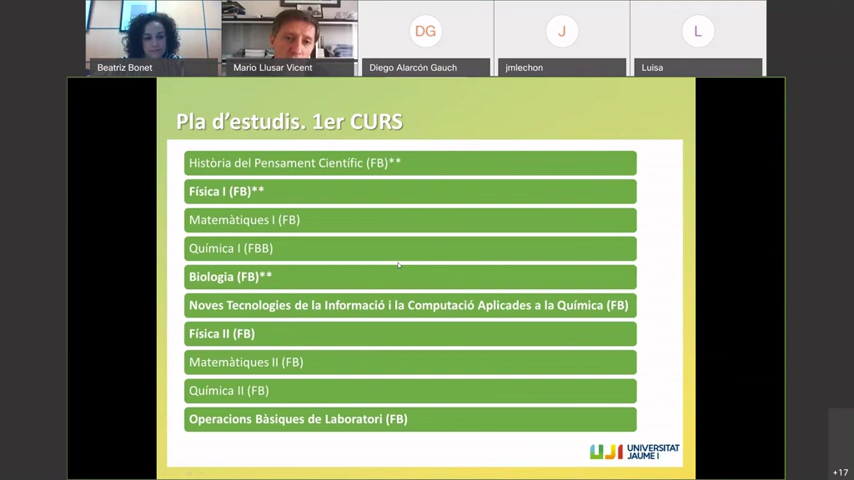 DG
J
L
Beatriz Bonet
Mario Llusar Vicent
Diego Alarcón Gauch
jmlechon
Luisa
Pla d'estudis. 1er CURS
Història del Pensament Científic (FB)**
Física I (FB)**
Matemàtiques I (FB)
Química I (FBB)
Biologia (FB)**
Noves Tecnologies de la Informació i la Computació Aplicades a la Química (FB)
Física II (FB)
Matemàtiques II (FB)
Química II (FB)
Operacions Bàsiques de Laboratori (FB)
UJI UNIVERSITAT
JAUME I
+17